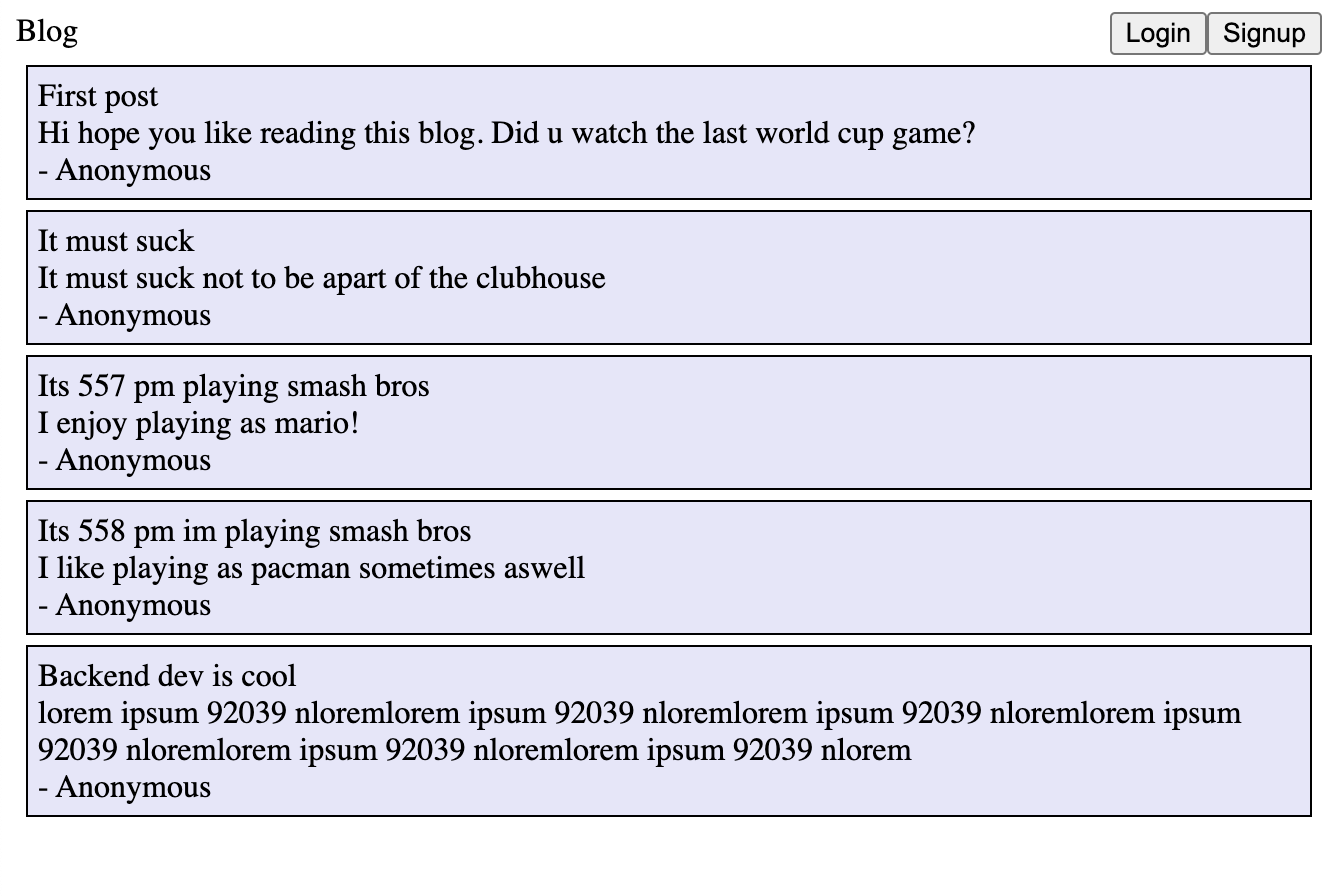 Blog
Login
Signup
First post
Hi hope you like reading this blog. Did u watch the last world cup game?
- Anonymous
It must suck
It must suck not to be apart of the clubhouse
- Anonymous
Its 557 pm playing smash bros
I enjoy playing as mario!
- Anonymous
Its 558 pm im playing smash bros
I like playing as pacman sometimes aswell
- Anonymous
Backend dev is cool
lorem ipsum 92039 nloremlorem ipsum 92039 nloremlorem ipsum 92039 nloremlorem ipsum
92039 nloremlorem ipsum 92039 nloremlorem ipsum 92039 nlorem
- Anonymous